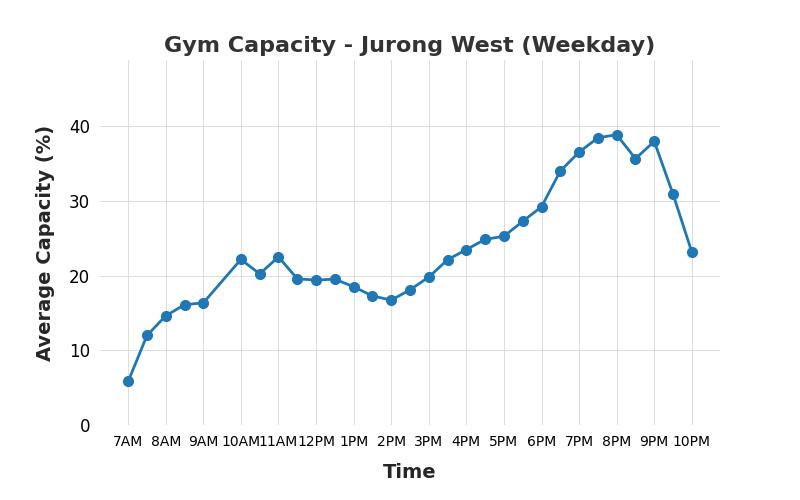 Gym Capacity - Jurong West (Weekday)
Average Capacity (%)
40
30
20
10
0
7AM 8AM 9AM 10AM 11AM 12PM 1PM 2PM 3PM 4PM 5PM 6PM 7PM 8PM 9PM 10PM
Time